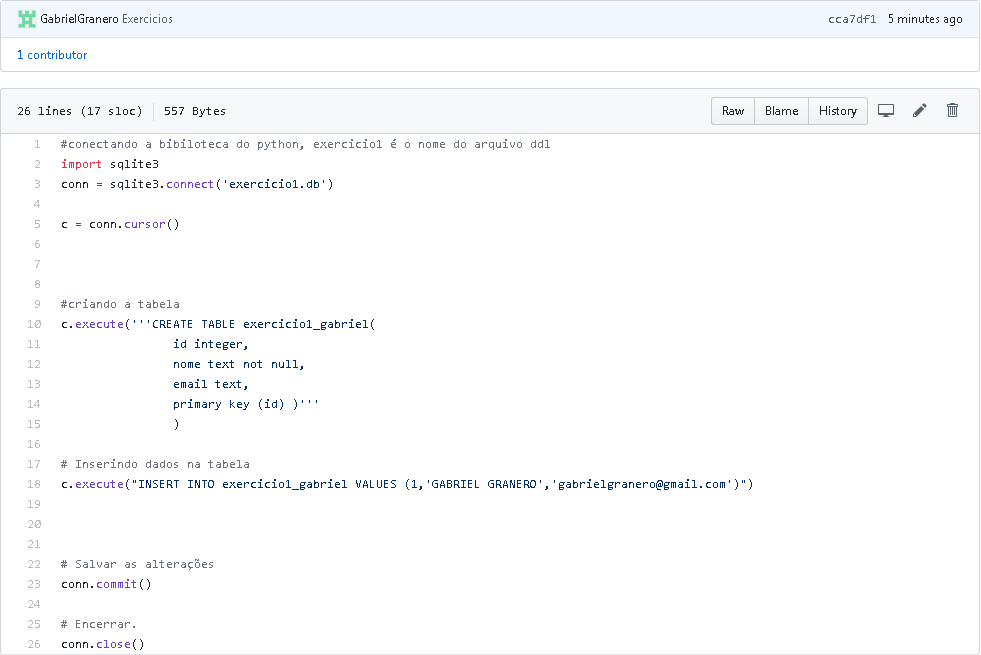 GabrielGranero Exercicios cca7df1 5 minutes ago
1 contributor
26 lines (17 sloc) 557 Bytes Raw Blame History
1 #conectando a bibiloteca do python, exercicio1 é o nome do arquivo ddl
2 import sqlite3
3 conn = sqlite3.connect('exercicio1.db')
4
5 c = conn.cursor()
6
7
8
9 #criando a tabela
10 c.execute('''CREATE TABLE exercicio1_gabriel(
11 id integer,
12 nome text not null,
13 email text,
14 primary key (id) )'''
15 )
16
17 # Inserindo dados na tabela
18 c.execute("INSERT INTO exercicio1_gabriel VALUES (1,'GABRIEL GRANERO','gabrielgranero@gmail.com')")
19
20
21
22 # Salvar as alterações
23 conn.commit()
24
25 # Encerrar.
26 conn.close()